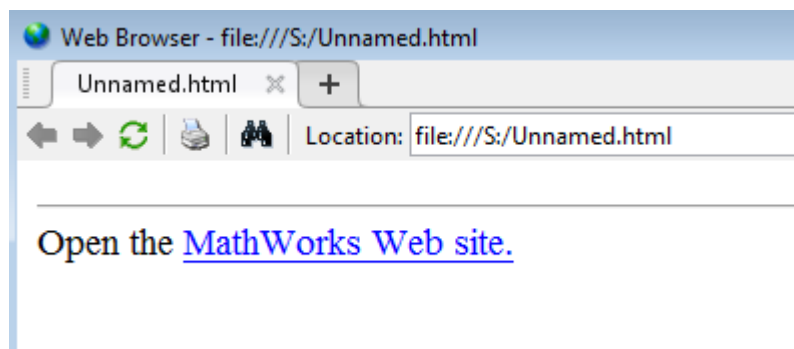 Web Browser - file:///S:/Unnamed.html
Unnamed.html
Location: file:///S:/Unnamed.html
Open the MathWorks Web site.